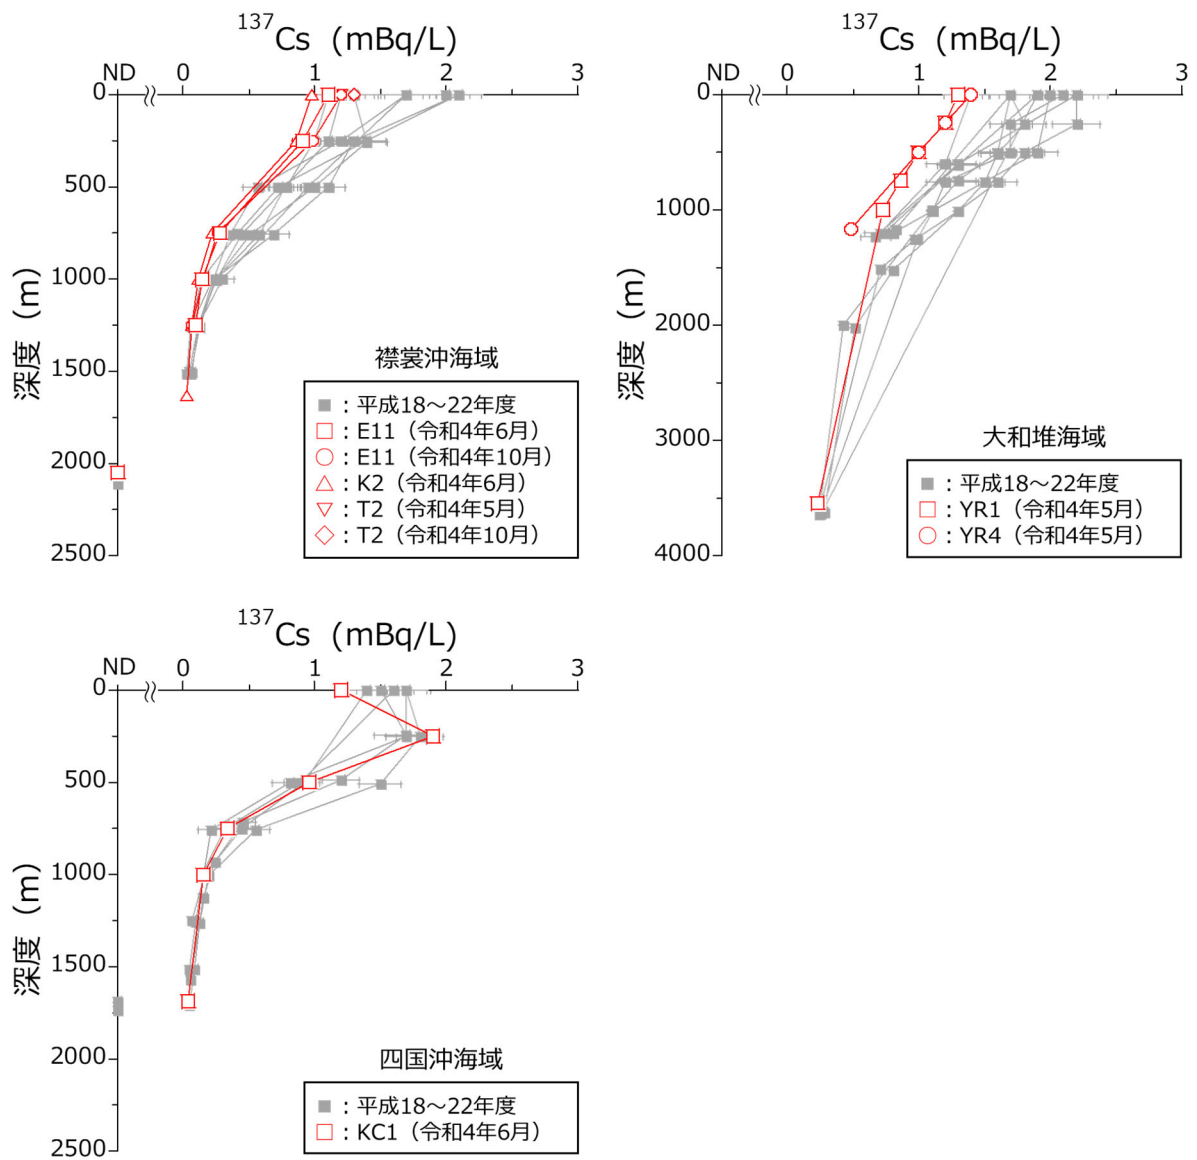 137Cs (mBq/L)
ND 0 1 2 3
0
500
1000
1500
2000
2500
深度 (m)
襟裳沖海域
:平成18~22年度
:E11(令和4年6月)
:E11(令和4年10月)
:K2(令和4年6月)
:T2(令和4年5月)
:T2(令和4年10月)
137Cs (mBq/L)
ND 0 1 2 3
0
1000
2000
3000
4000
深度 (m)
大和堆海域
:平成18~22年度
:YR1(令和4年5月)
:YR4(令和4年5月)
137Cs (mBq/L)
ND 0 1 2 3
0
500
1000
1500
2000
2500
深度 (m)
四国沖海域
:平成18~22年度
:KC1(令和4年6月)